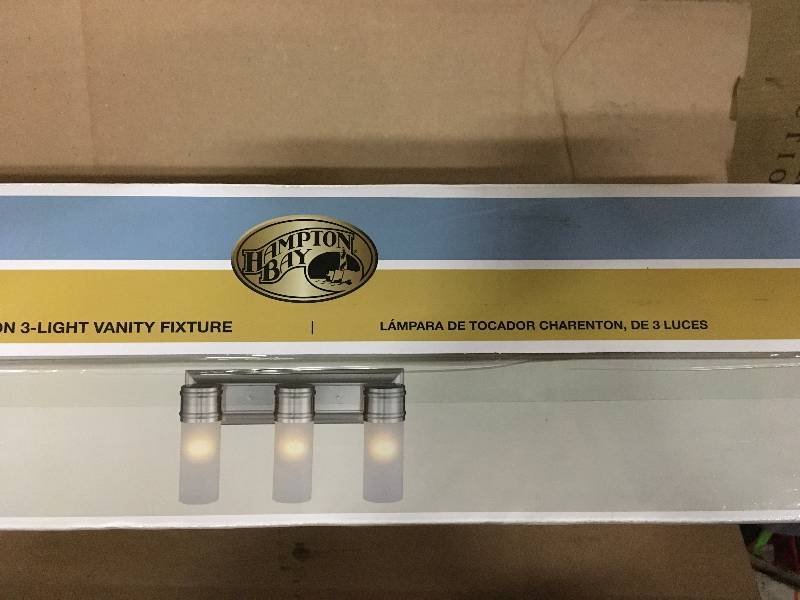 HAMPTON
BAY
ON 3-LIGHT VANITY FIXTURE | LÁMPARA DE TOCADOR CHARENTON, DE 3 LUCES